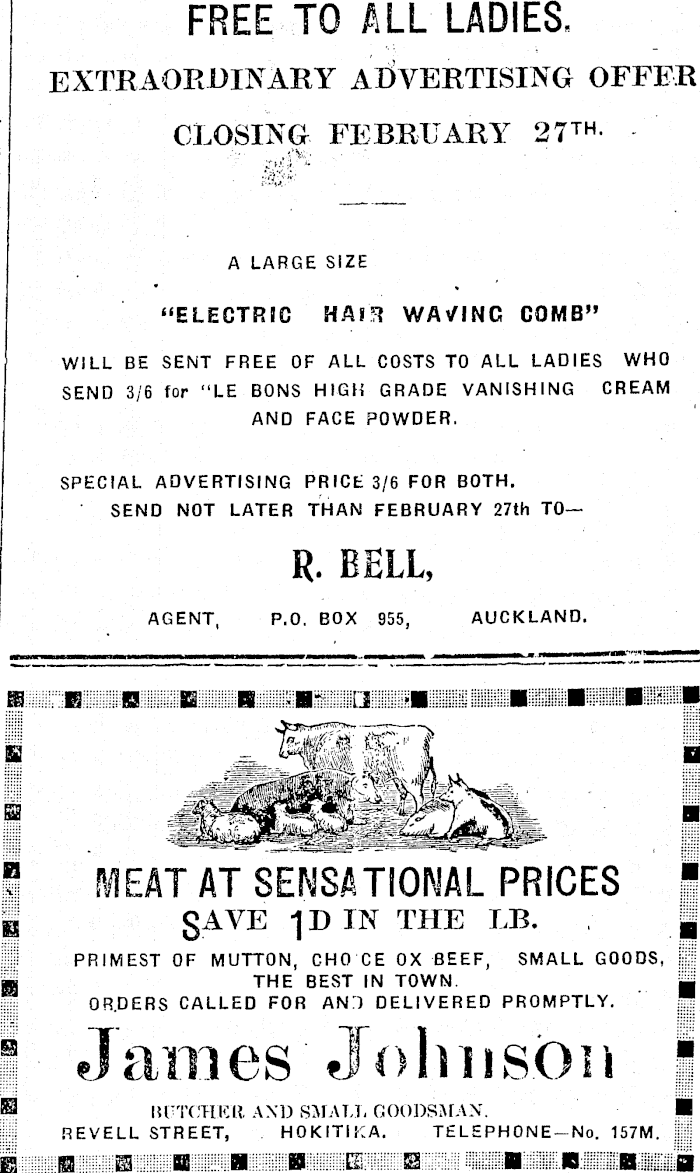 FREE TO ALL LADIES.
EXTRAORDINARY ADVERTISING OFFER
CLOSING FEBRUARY 27TH.
A LARGE SIZE
"ELECTRIC HAIR WAVING COMB"
WILL BE SENT FREE OF ALL COSTS TO ALL LADIES WHO
SEND 3/6 for "LE BONS HIGH GRADE VANISHING CREAM
AND FACE POWDER.
SPECIAL ADVERTISING PRICE 3/6 FOR BOTH.
SEND NOT LATER THAN FEBRUARY 27th TO—
R. BELL,
AGENT, P.O. BOX 955, AUCKLAND.
MEAT AT SENSATIONAL PRICES
SAVE 1D IN THE LB.
PRIMEST OF MUTTON, CHO CE OX BEEF, SMALL GOODS,
THE BEST IN TOWN.
ORDERS CALLED FOR AND DELIVERED PROMPTLY.
James Johnson
BUTCHER AND SMALL GOODSMAN.
REVELL STREET, HOKITIKA. TELEPHONE—No. 157M.